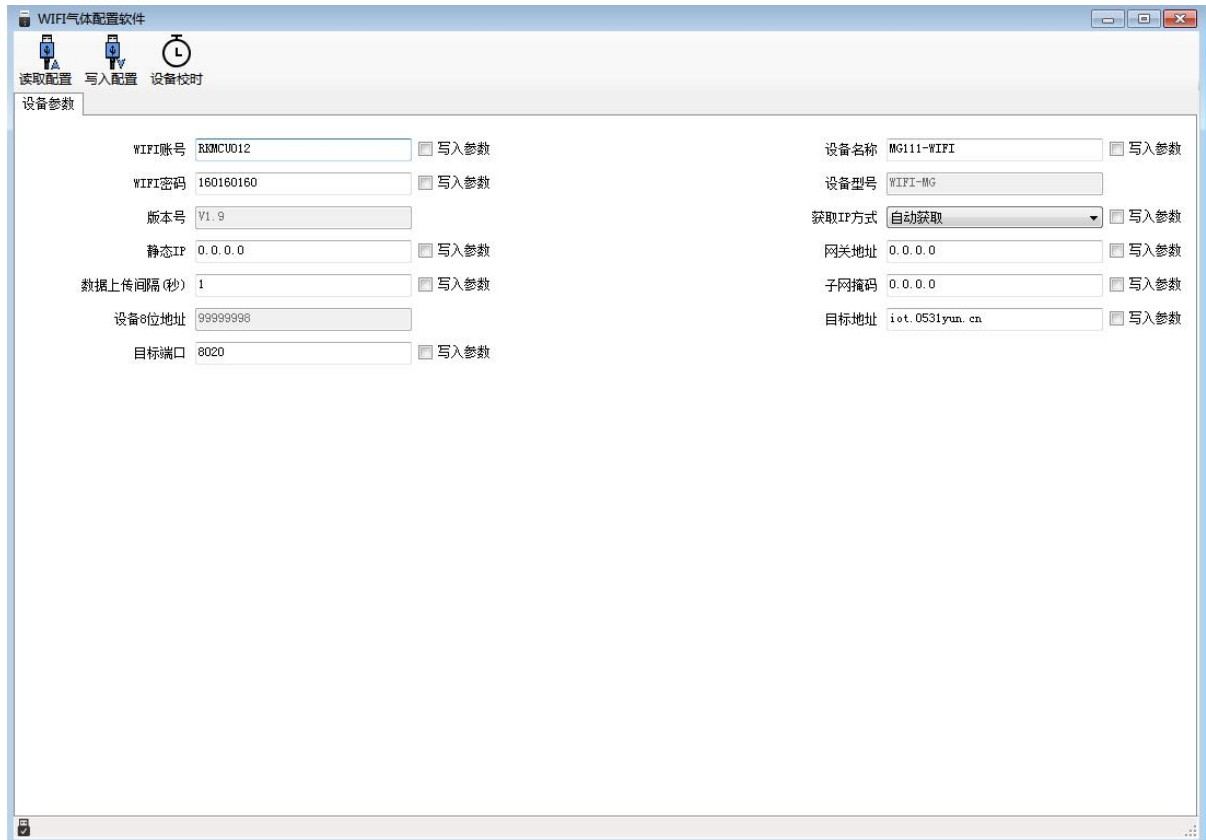 WIFI气体配置软件
读取配置 写入配置 设备校时
设备参数
WIFI账号 RKMCU012 写入参数 设备名称 MG111-WIFI 写入参数
WIFI密码 160160160 写入参数 设备型号 WIFI-MG
版本号 V1.9 获取IP方式 自动获取 写入参数
静态IP 0.0.0.0 写入参数 网关地址 0.0.0.0 写入参数
数据上传间隔(秒) 1 写入参数 子网掩码 0.0.0.0 写入参数
设备8位地址 99999998 目标地址 iot.0531yun.cn 写入参数
目标端口 8020 写入参数